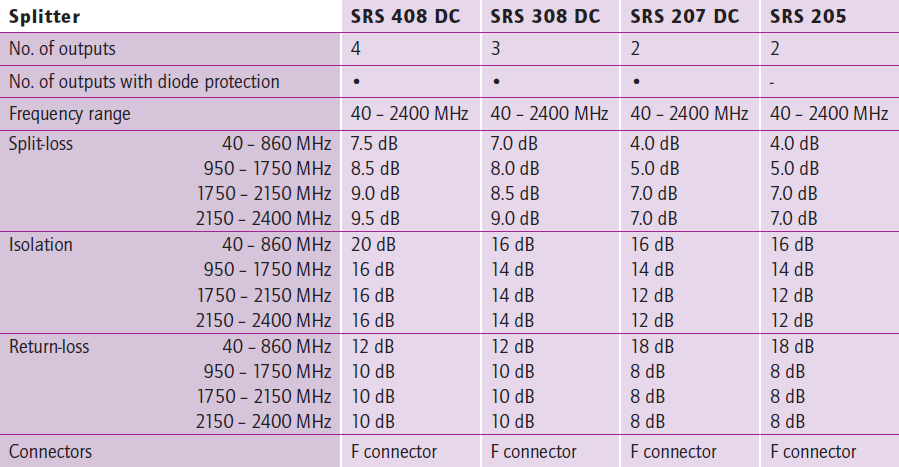 Splitter SRS 408 DC SRS 308 DC SRS 207 DC SRS 205
No. of outputs 4 3 2 2
No. of outputs with diode protection • • • -
Frequency range 40 – 2400 MHz 40 – 2400 MHz 40 – 2400 MHz 40 – 2400 MHz
Split-loss 40 – 860 MHz 7.5 dB 7.0 dB 4.0 dB 4.0 dB
950 – 1750 MHz 8.5 dB 8.0 dB 5.0 dB 5.0 dB
1750 – 2150 MHz 9.0 dB 8.5 dB 7.0 dB 7.0 dB
2150 – 2400 MHz 9.5 dB 9.0 dB 7.0 dB 7.0 dB
Isolation 40 – 860 MHz 20 dB 16 dB 16 dB 16 dB
950 – 1750 MHz 16 dB 14 dB 14 dB 14 dB
1750 – 2150 MHz 16 dB 14 dB 12 dB 12 dB
2150 – 2400 MHz 16 dB 14 dB 12 dB 12 dB
Return-loss 40 – 860 MHz 12 dB 12 dB 18 dB 18 dB
950 – 1750 MHz 10 dB 10 dB 8 dB 8 dB
1750 – 2150 MHz 10 dB 10 dB 8 dB 8 dB
2150 – 2400 MHz 10 dB 10 dB 8 dB 8 dB
Connectors F connector F connector F connector F connector